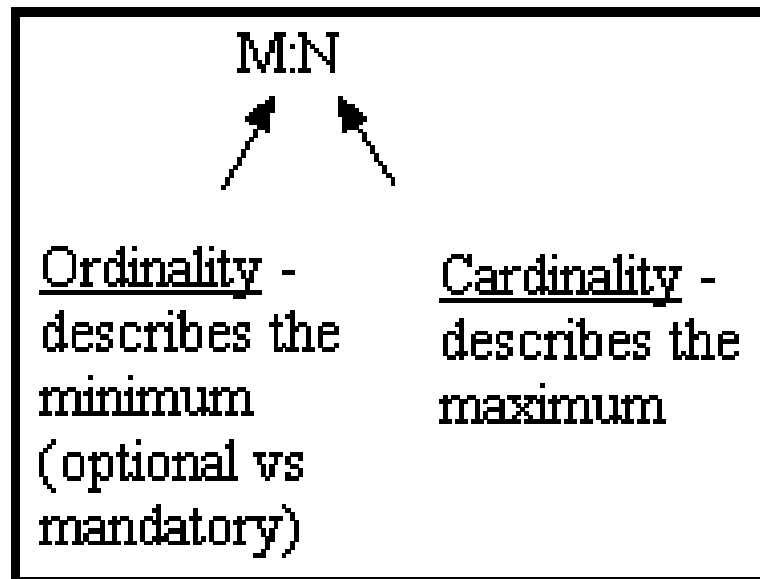 M:N
Ordinality -
describes the
minimum
(optional vs
mandatory)
Cardinality -
describes the
maximum